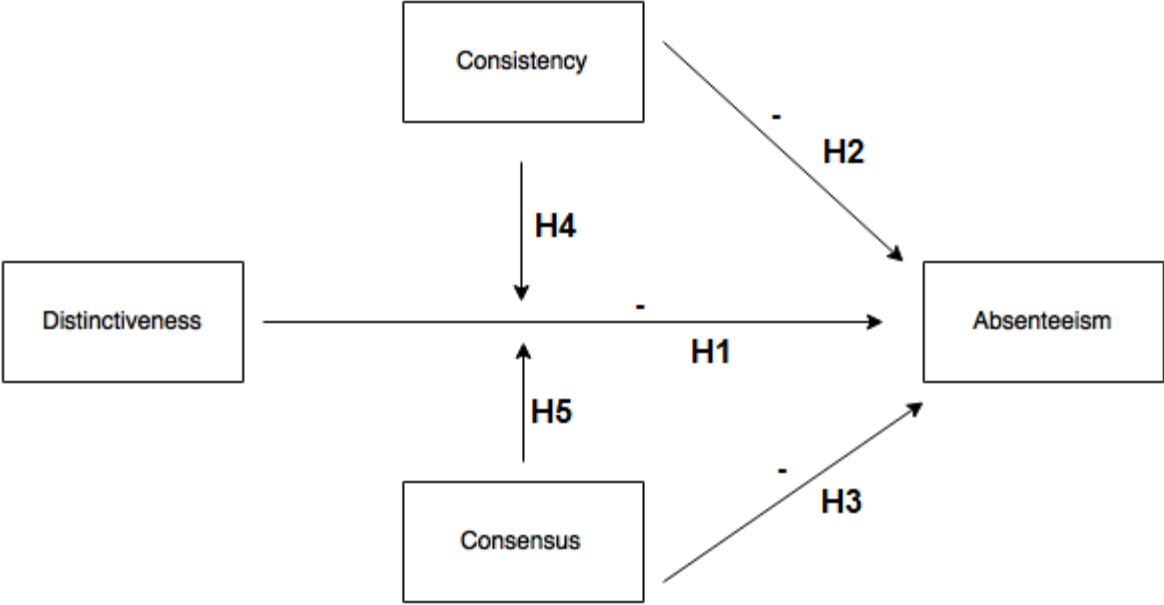 Consistency
-
H2
H4
Distinctiveness
-
H1
Absenteeism
H5
-
H3
Consensus